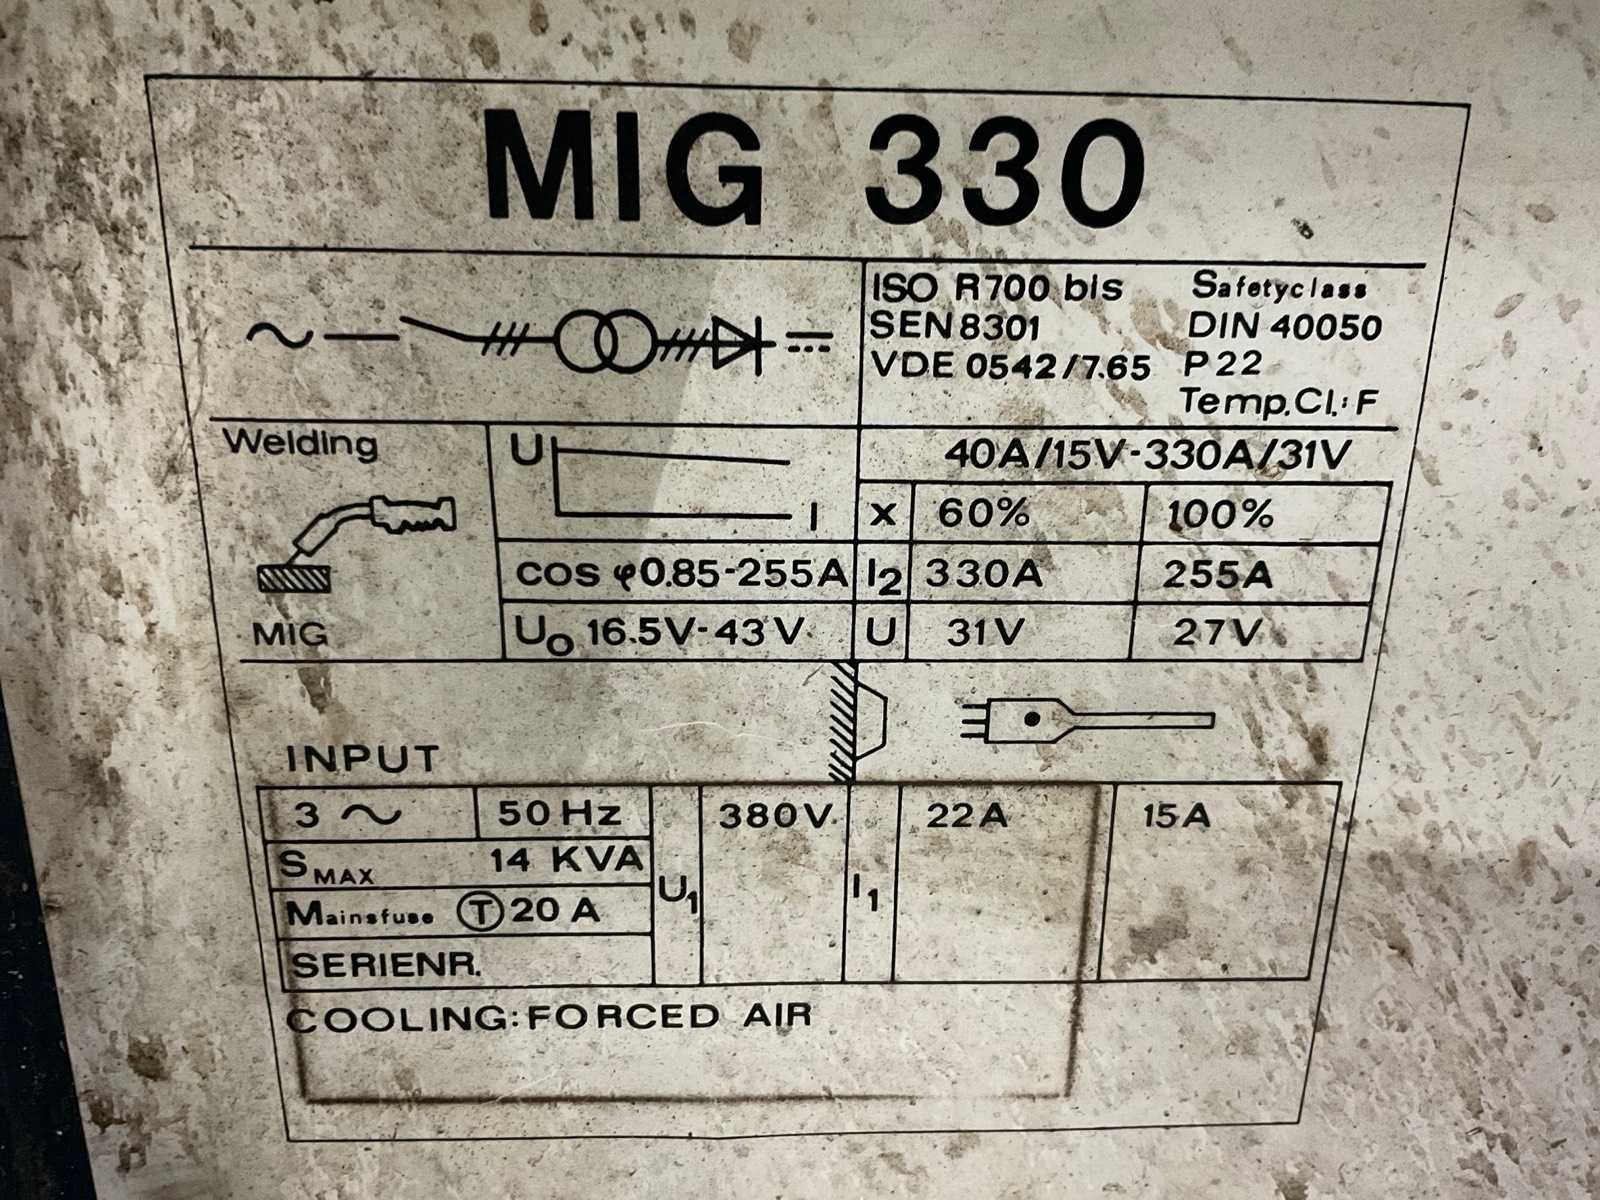 MIG 330
ISO R700 bis
SEN 8301
VDE 0542/7.65
Safetyclass
DIN 40050
P22
Temp.Cl.: F
Welding
MIG
U
I
40A/15V-330A/31V
X 60% 100%
cos φ0.85-255A I2 330A 255A
U0 16.5V-43V U 31V 27V
INPUT
3 ~ 50 Hz U1 380V I1 22A 15A
SMAX 14 KVA
Mainsfuse T 20 A
SERIENR.
COOLING: FORCED AIR